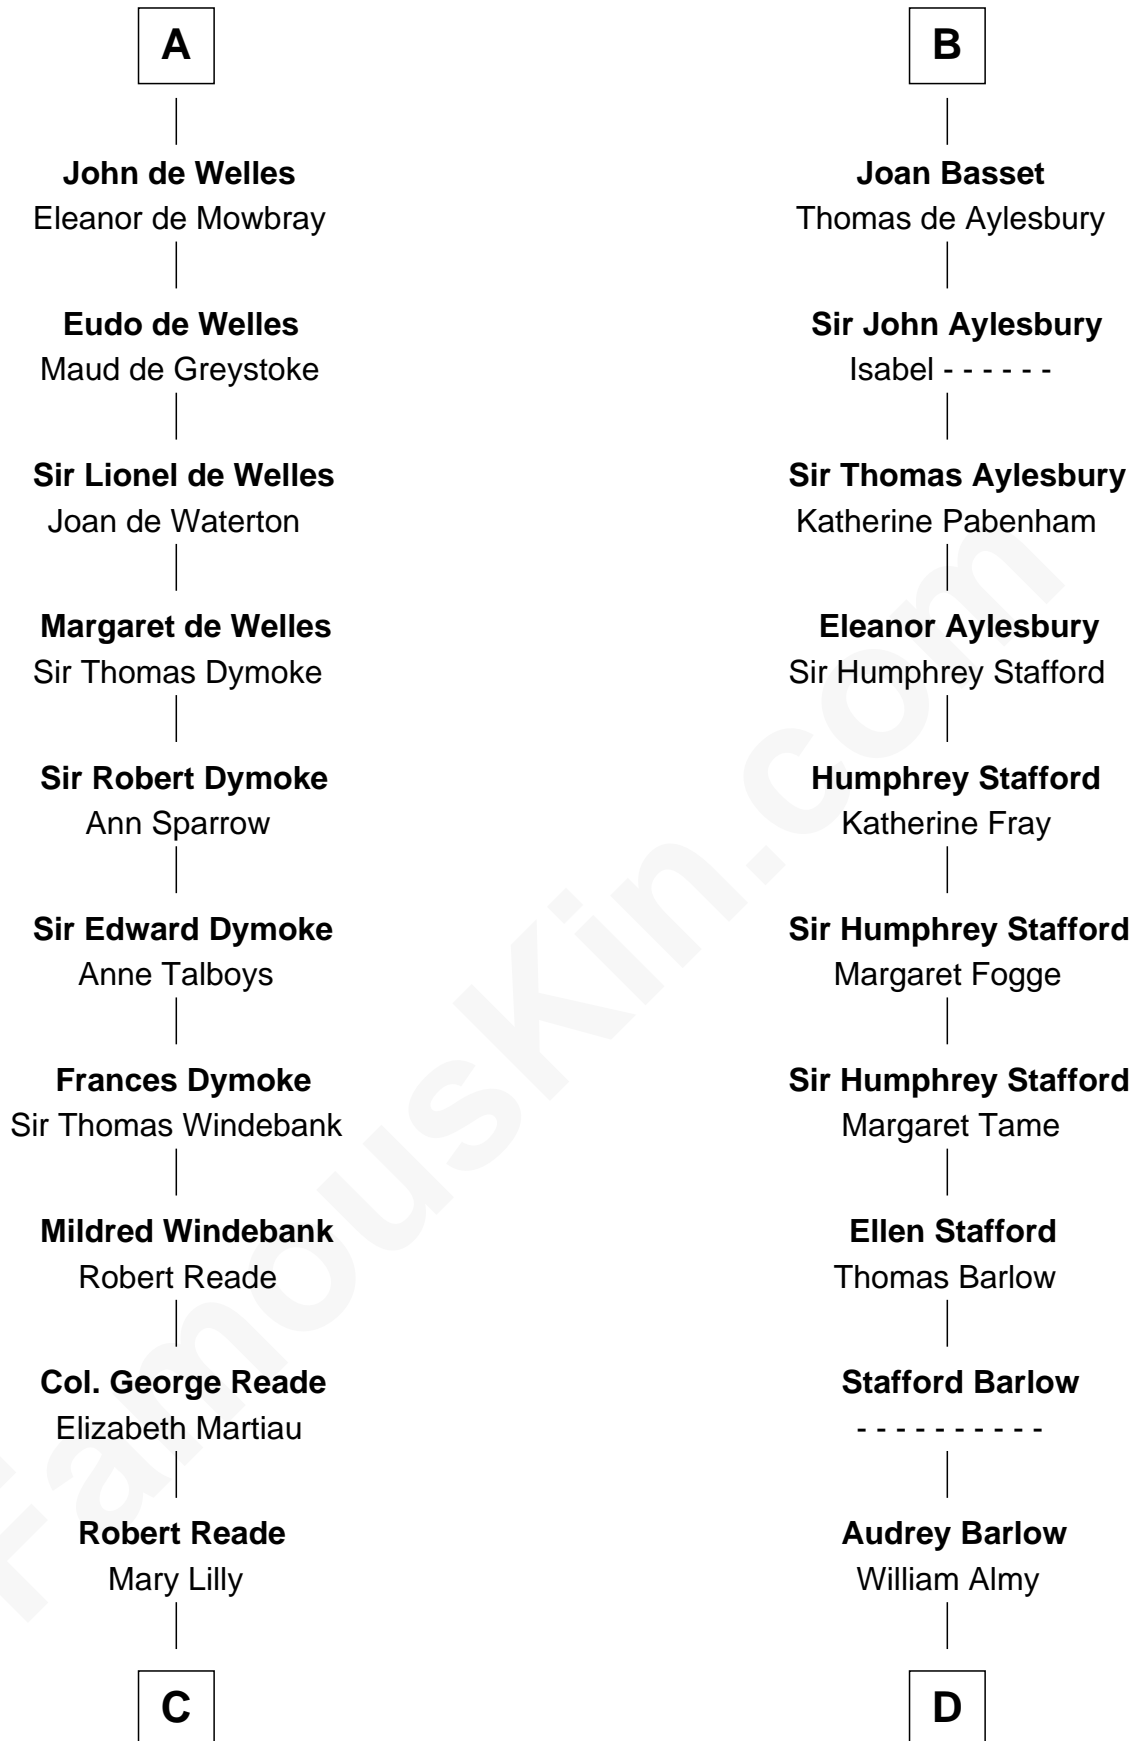 A
John de Welles
Eleanor de Mowbray
Eudo de Welles
Maud de Greystoke
Sir Lionel de Welles
Joan de Waterton
Margaret de Welles
Sir Thomas Dymoke
Sir Robert Dymoke
Ann Sparrow
Sir Edward Dymoke
Anne Talboys
Frances Dymoke
Sir Thomas Windebank
Mildred Windebank
Robert Reade
Col. George Reade
Elizabeth Martiau
Robert Reade
Mary Lilly
C
B
Joan Basset
Thomas de Aylesbury
Sir John Aylesbury
Isabel - - - - - -
Sir Thomas Aylesbury
Katherine Pabenham
Eleanor Aylesbury
Sir Humphrey Stafford
Humphrey Stafford
Katherine Fray
Sir Humphrey Stafford
Margaret Fogge
Sir Humphrey Stafford
Margaret Tame
Ellen Stafford
Thomas Barlow
Stafford Barlow
- - - - - - - - - -
Audrey Barlow
William Almy
D
FamousKin.com